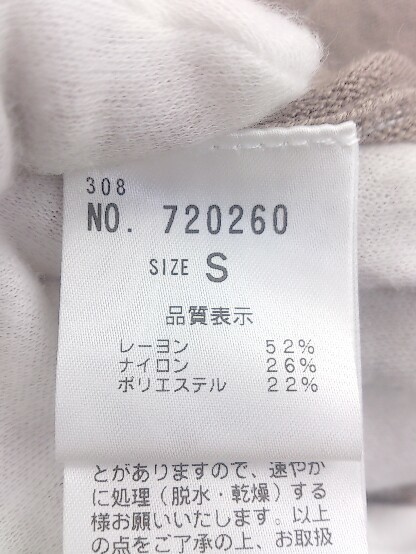 308
NO. 720260
SIZE S
品質表示
レーヨン 52%
ナイロン 26%
ポリエステル 22%
とがありますので、速やか
に処理(脱水・乾燥)する
様お願いいたします。以上
の点をご了承の上、お取扱